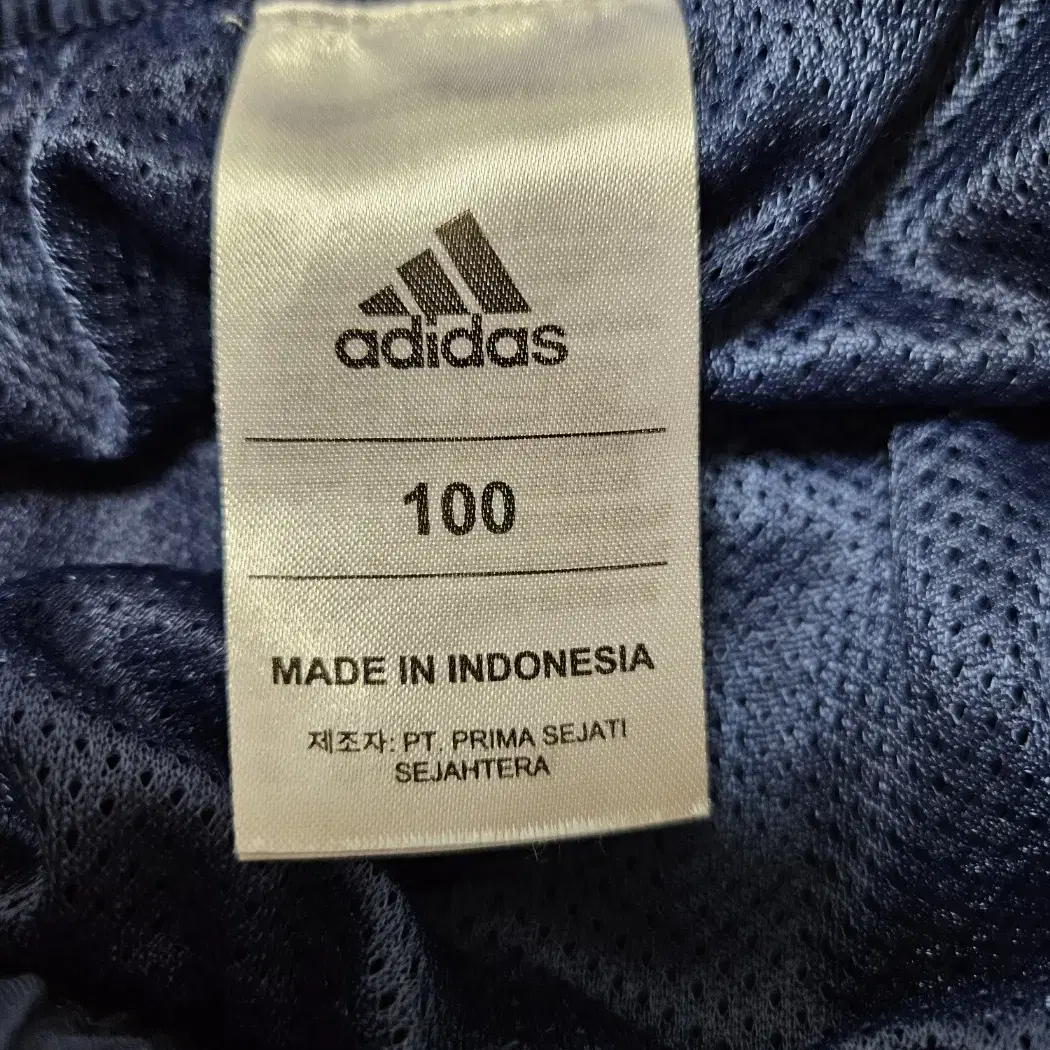 adidas
100
MADE IN INDONESIA
제조자: PT. PRIMA SEJATI
SEJAHTERA